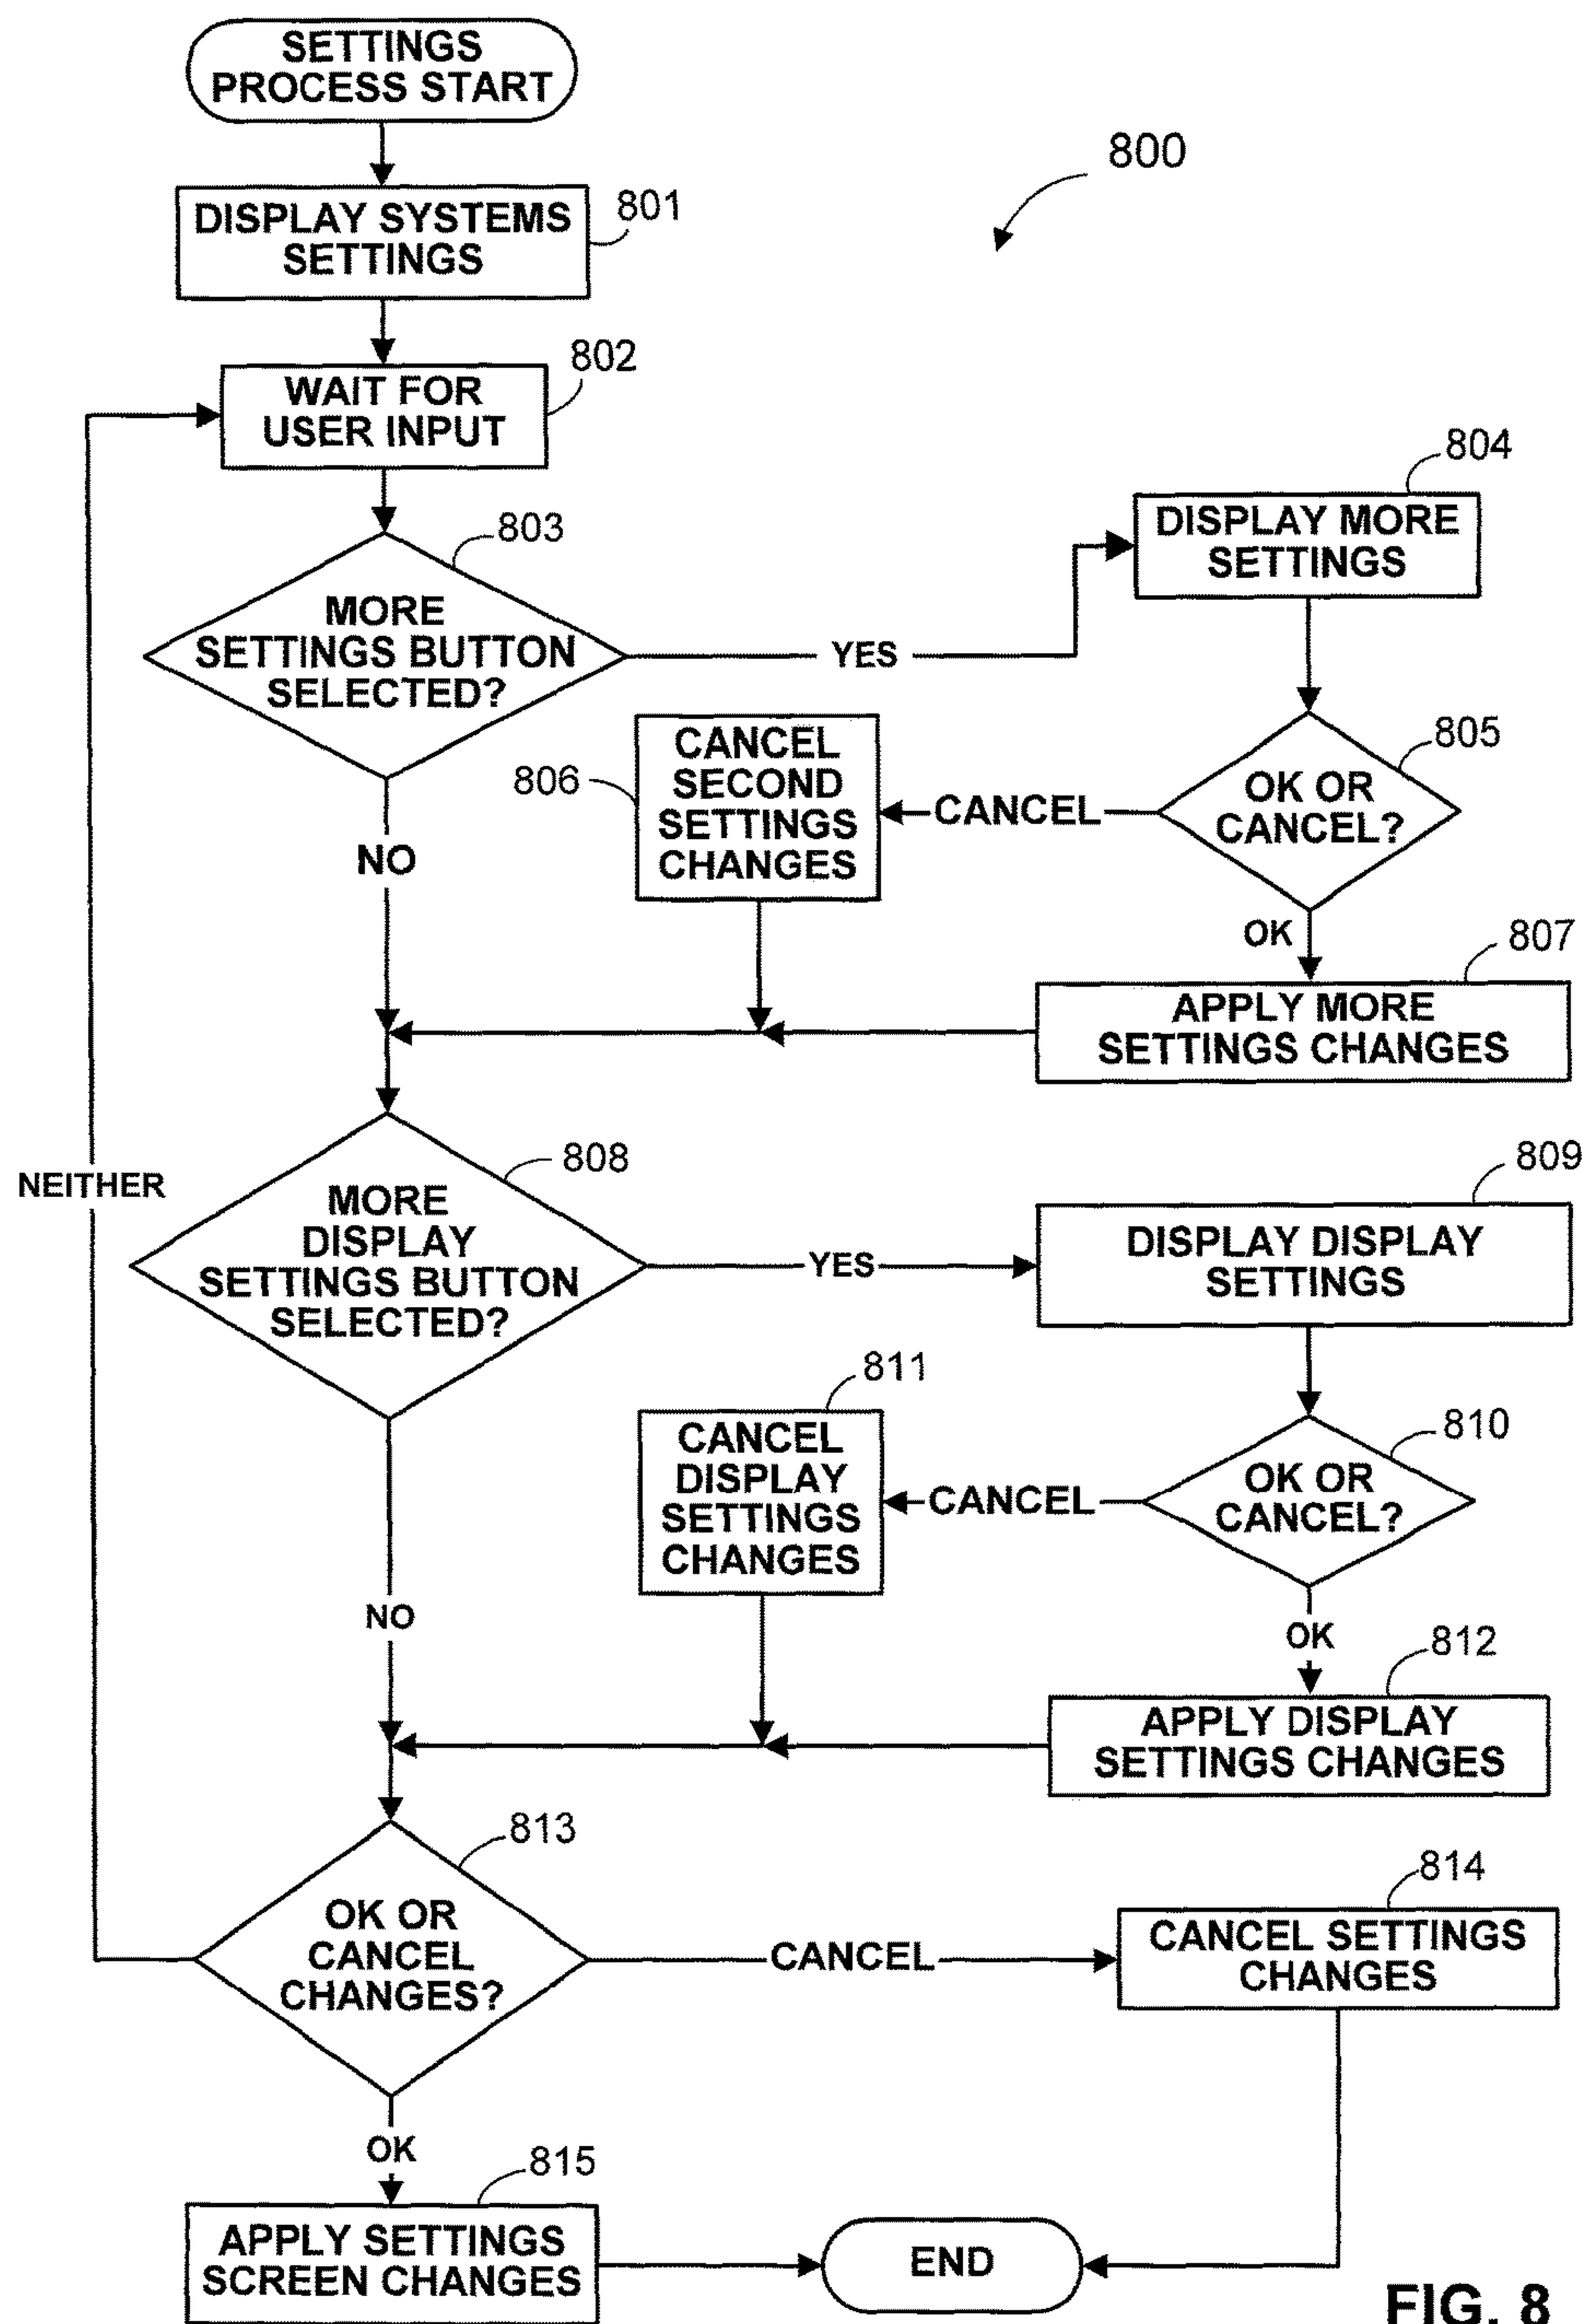 SETTINGS
PROCESS START
800
DISPLAY SYSTEMS
SETTINGS
801
WAIT FOR
USER INPUT
802
MORE
SETTINGS BUTTON
SELECTED?
803
YES
DISPLAY MORE
SETTINGS
804
OK OR
CANCEL?
805
CANCEL
CANCEL
SECOND
SETTINGS
CHANGES
806
NO
OK
APPLY MORE
SETTINGS CHANGES
807
NEITHER
MORE
DISPLAY
SETTINGS BUTTON
SELECTED?
808
YES
DISPLAY DISPLAY
SETTINGS
809
OK OR
CANCEL?
810
CANCEL
CANCEL
DISPLAY
SETTINGS
CHANGES
811
NO
OK
APPLY DISPLAY
SETTINGS CHANGES
812
OK OR
CANCEL
CHANGES?
813
CANCEL
CANCEL SETTINGS
CHANGES
814
OK
APPLY SETTINGS
SCREEN CHANGES
815
END
FIG. 8